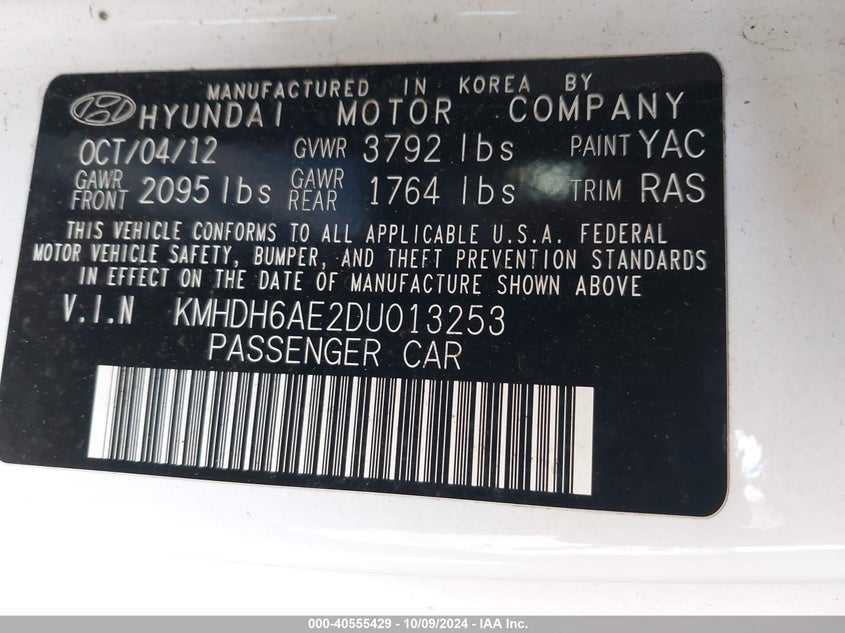 MANUFACTURED IN KOREA BY
HYUNDAI MOTOR COMPANY
OCT/04/12 GVWR 3792 lbs PAINT YAC
GAWR FRONT 2095 lbs GAWR REAR 1764 lbs TRIM RAS
THIS VEHICLE CONFORMS TO ALL APPLICABLE U.S.A. FEDERAL
MOTOR VEHICLE SAFETY, BUMPER, AND THEFT PREVENTION STANDARDS
IN EFFECT ON THE DATE OF MANUFACTURE SHOWN ABOVE
V.I.N KMHDH6AE2DU013253
PASSENGER CAR
000-40555429 - 10/09/2024 - IAA Inc.